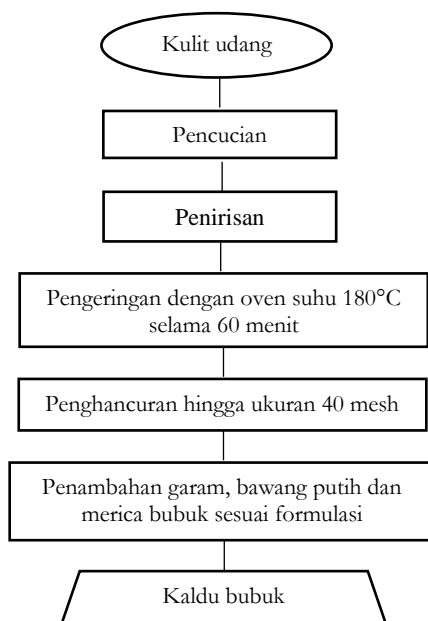 Kulit udang
Pencucian
Penirisan
Pengeringan dengan oven suhu 180°C
selama 60 menit
Penghancuran hingga ukuran 40 mesh
Penambahan garam, bawang putih dan
merica bubuk sesuai formulasi
Kaldu bubuk